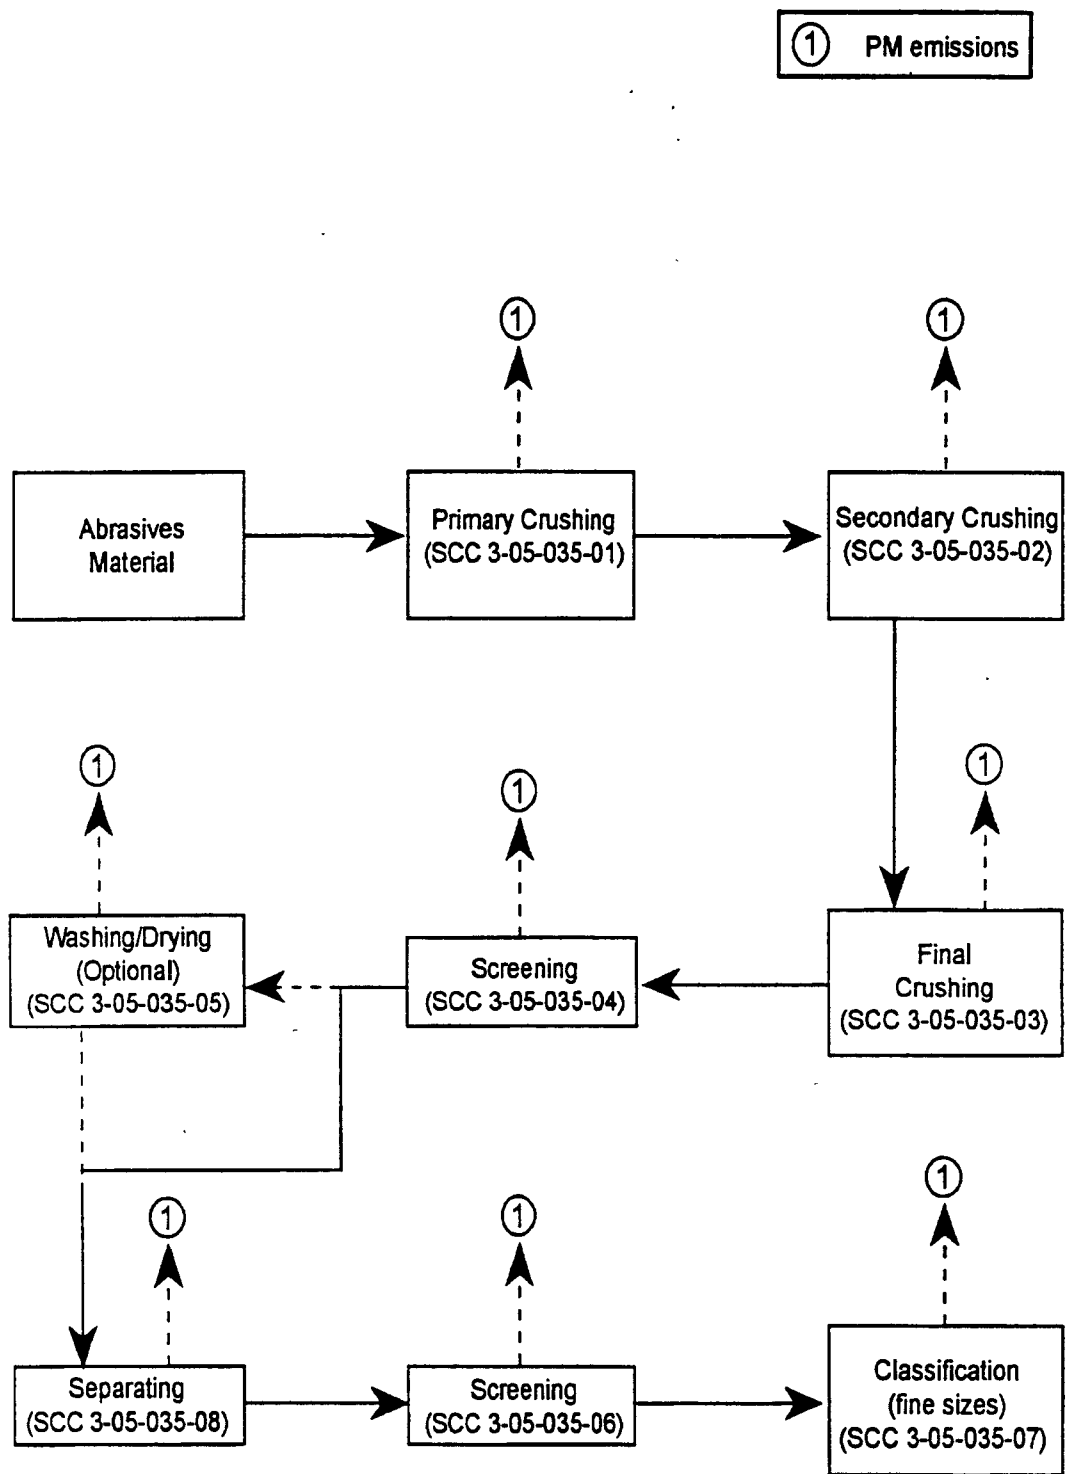 ① PM emissions
①
①
Abrasives
Material
Primary Crushing
(SCC 3-05-035-01)
Secondary Crushing
(SCC 3-05-035-02)
①
①
①
Washing/Drying
(Optional)
(SCC 3-05-035-05)
Screening
(SCC 3-05-035-04)
Final
Crushing
(SCC 3-05-035-03)
①
①
①
Separating
(SCC 3-05-035-08)
Screening
(SCC 3-05-035-06)
Classification
(fine sizes)
(SCC 3-05-035-07)